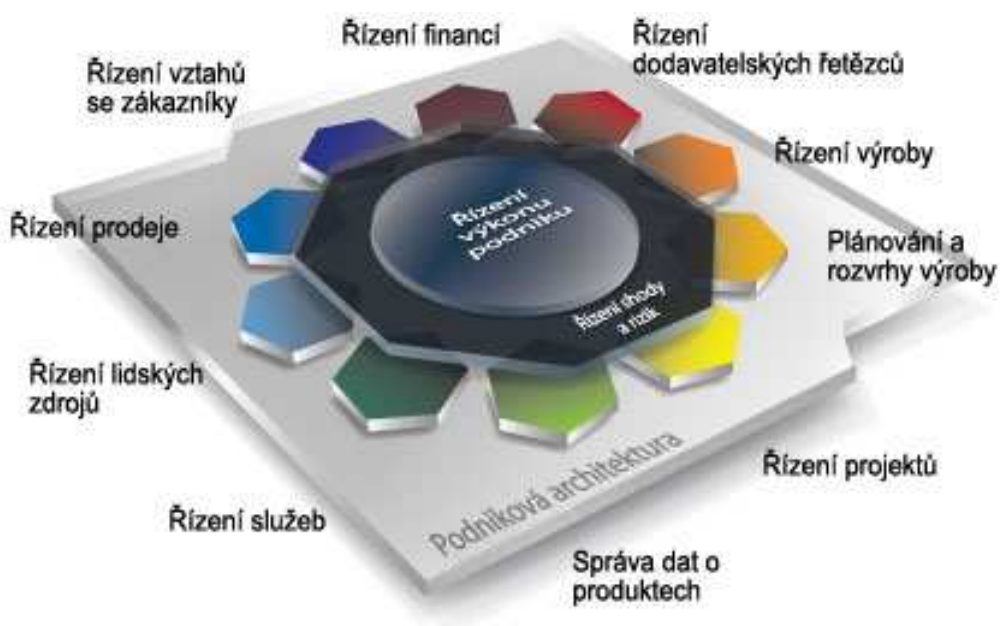 Řízení financí
Řízení
dodavatelských řetězců
Řízení vztahů
se zákazníky
Řízení výroby
Řízení prodeje
Řízení
výkonu
podniku
Plánování a
rozvrhy výroby
Řízení shody
a rizik
Řízení lidských
zdrojů
Podniková architektura
Řízení projektů
Řízení služeb
Správa dat o
produktech